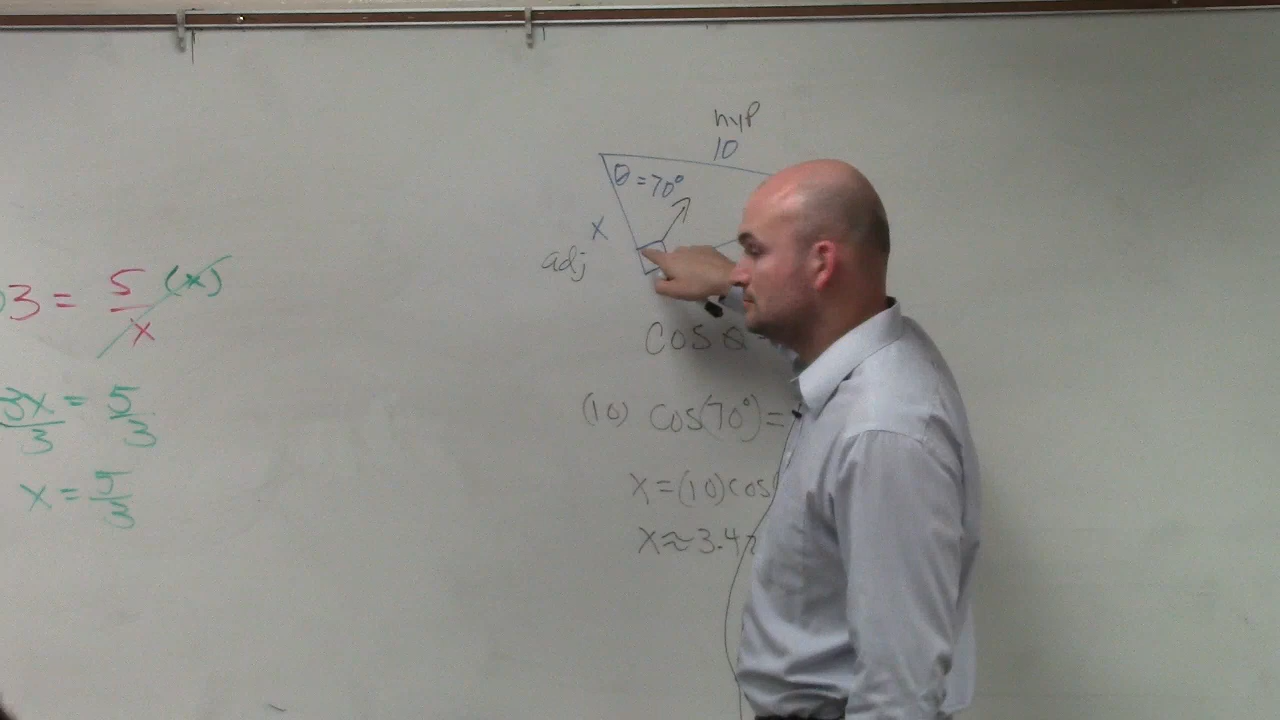 hyp
10
θ = 70°
x
adj
3 = 5/x (x)
3x/3 = 5/3
x = 5/3
Cos θ =
(10) Cos(70°) =
x = (10)cos(
x ≈ 3.42